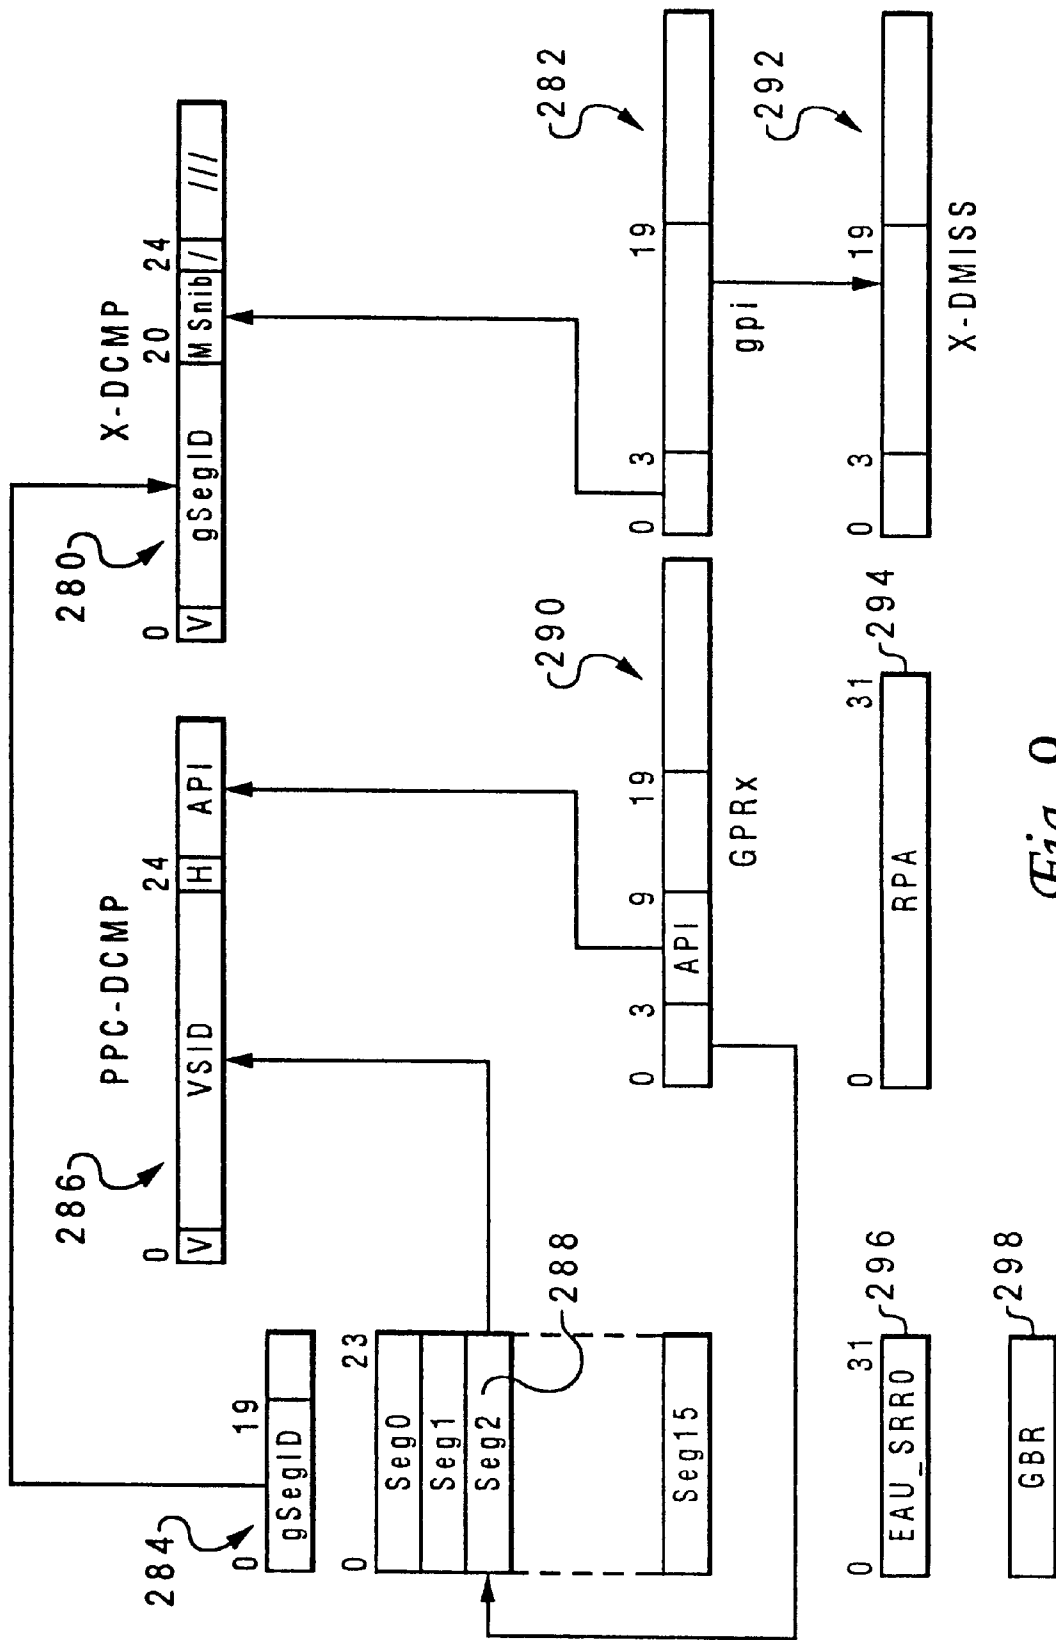 284
0 19
gSegID
0 23
Seg0
Seg1
Seg2
288
Seg15
0 31
EAU_SRR0
296
GBR
298
286
PPC-DCMP
0 24
V VSID H API
0 3 9 19
API
290
GPRx
0 31
RPA
294
280
X-DCMP
0 20 24
V gSegID MSnib / ///
0 3 19
282
gpi
0 3 19
292
X-DMISS